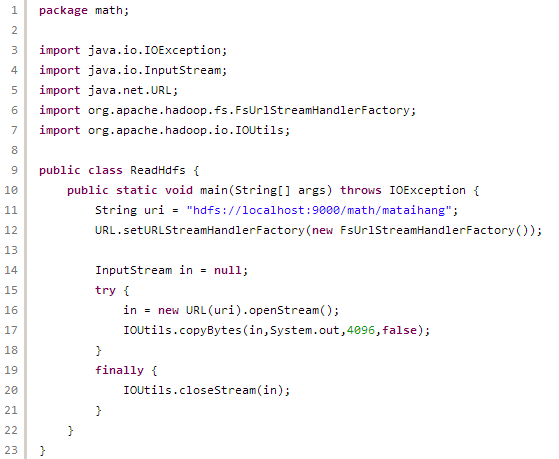 1 package math;
2
3 import java.io.IOException;
4 import java.io.InputStream;
5 import java.net.URL;
6 import org.apache.hadoop.fs.FsUrlStreamHandlerFactory;
7 import org.apache.hadoop.io.IOUtils;
8
9 public class ReadHdfs {
10     public static void main(String[] args) throws IOException {
11         String uri = "hdfs://localhost:9000/math/mataihang";
12         URL.setURLStreamHandlerFactory(new FsUrlStreamHandlerFactory());
13
14         InputStream in = null;
15         try {
16             in = new URL(uri).openStream();
17             IOUtils.copyBytes(in,System.out,4096,false);
18         }
19         finally {
20             IOUtils.closeStream(in);
21         }
22     }
23 }